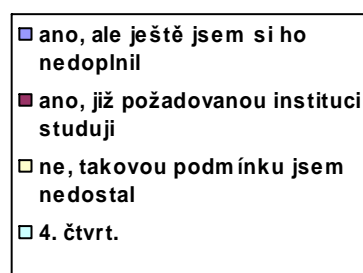 ano, ale ještě jsem si ho
nedoplnil
ano, již požadovanou instituci
studuji
ne, takovou podmínku jsem
nedostal
4. čtvrt.